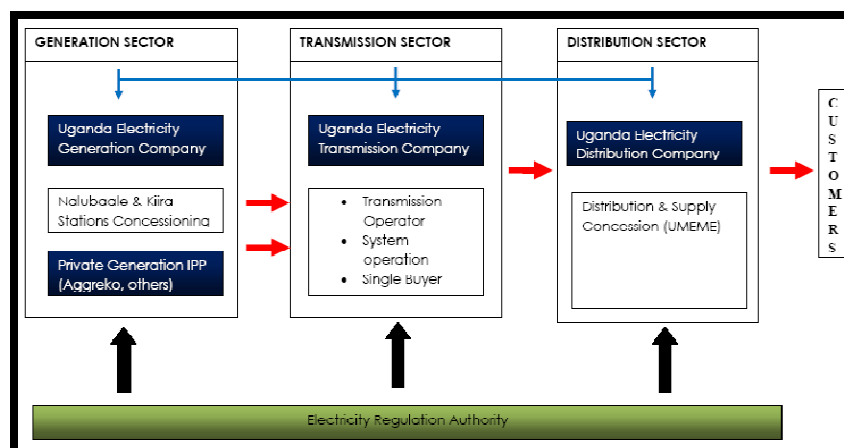 GENERATION SECTOR
Uganda Electricity
Generation Company
Nalubaale & Kiira
Stations Concessioning
Private Generation IPP
(Aggreko, others)
TRANSMISSION SECTOR
Uganda Electricity
Transmission Company
• Transmission
Operator
• System
operation
• Single Buyer
DISTRIBUTION SECTOR
Uganda Electricity
Distribution Company
Distribution & Supply
Concession (UMEME)
C
U
S
T
O
M
E
R
S
Electricity Regulation Authority